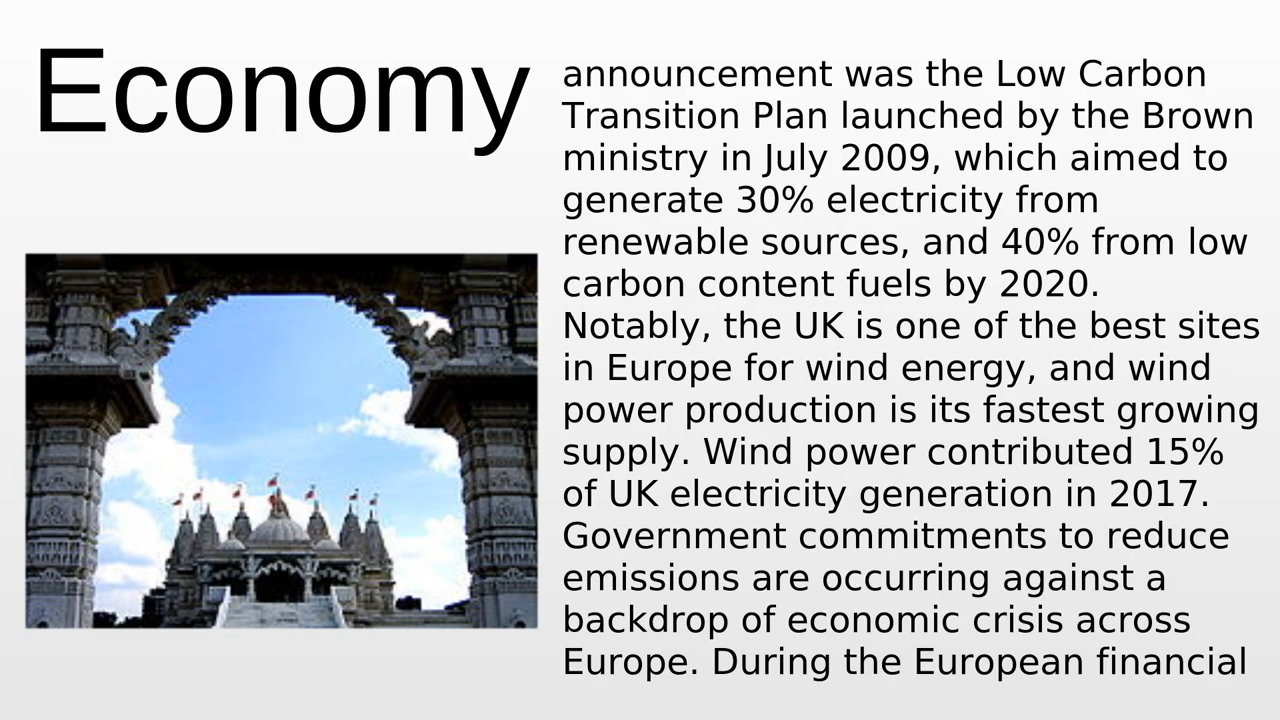 Economy
announcement was the Low Carbon
Transition Plan launched by the Brown
ministry in July 2009, which aimed to
generate 30% electricity from
renewable sources, and 40% from low
carbon content fuels by 2020.
Notably, the UK is one of the best sites
in Europe for wind energy, and wind
power production is its fastest growing
supply. Wind power contributed 15%
of UK electricity generation in 2017.
Government commitments to reduce
emissions are occurring against a
backdrop of economic crisis across
Europe. During the European financial